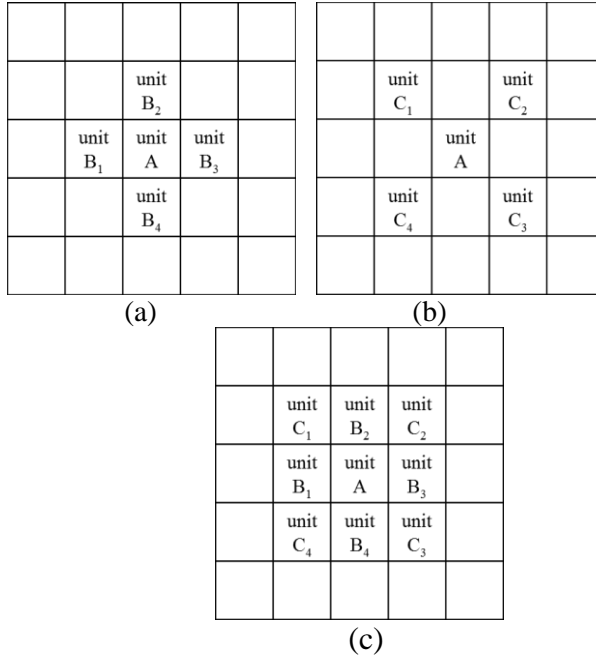 unit
B₂
unit unit unit
B₁ A B₃
unit
B₄
(a)
unit unit
C₁ C₂
unit
A
unit unit
C₄ C₃
(b)
unit unit unit
C₁ B₂ C₂
unit unit unit
B₁ A B₃
unit unit unit
C₄ B₄ C₃
(c)